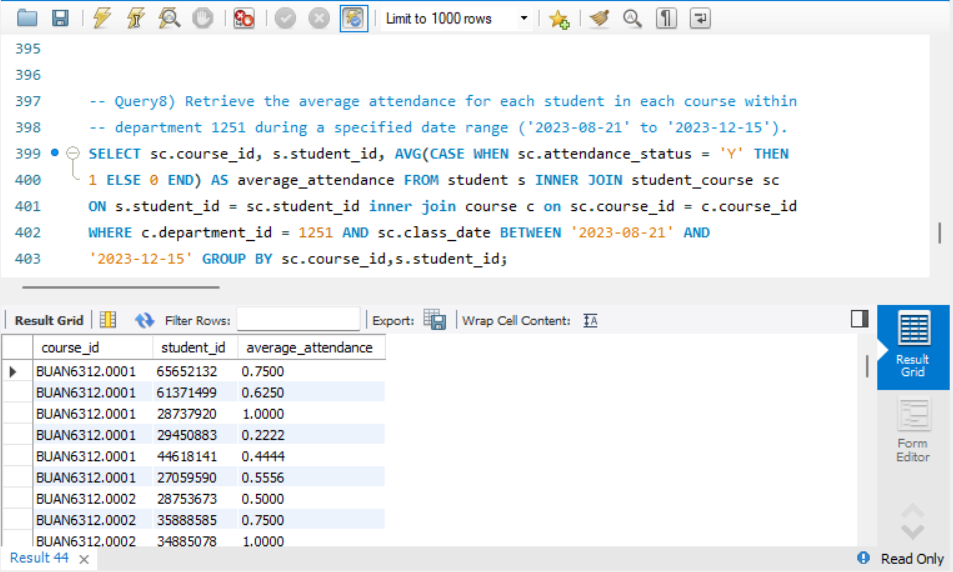 Limit to 1000 rows
395
396
397 -- Query8) Retrieve the average attendance for each student in each course within
398 -- department 1251 during a specified date range ('2023-08-21' to '2023-12-15').
399 SELECT sc.course_id, s.student_id, AVG(CASE WHEN sc.attendance_status = 'Y' THEN
400 1 ELSE 0 END) AS average_attendance FROM student s INNER JOIN student_course sc
401 ON s.student_id = sc.student_id inner join course c on sc.course_id = c.course_id
402 WHERE c.department_id = 1251 AND sc.class_date BETWEEN '2023-08-21' AND
403 '2023-12-15' GROUP BY sc.course_id,s.student_id;
Result Grid Filter Rows: Export: Wrap Cell Content:
course_id student_id average_attendance
BUAN6312.0001 65652132 0.7500
BUAN6312.0001 61371499 0.6250
BUAN6312.0001 28737920 1.0000
BUAN6312.0001 29450883 0.2222
BUAN6312.0001 44618141 0.4444
BUAN6312.0001 27059590 0.5556
BUAN6312.0002 28753673 0.5000
BUAN6312.0002 35888585 0.7500
BUAN6312.0002 34885078 1.0000
Result
Grid
Form
Editor
Result 44
Read Only